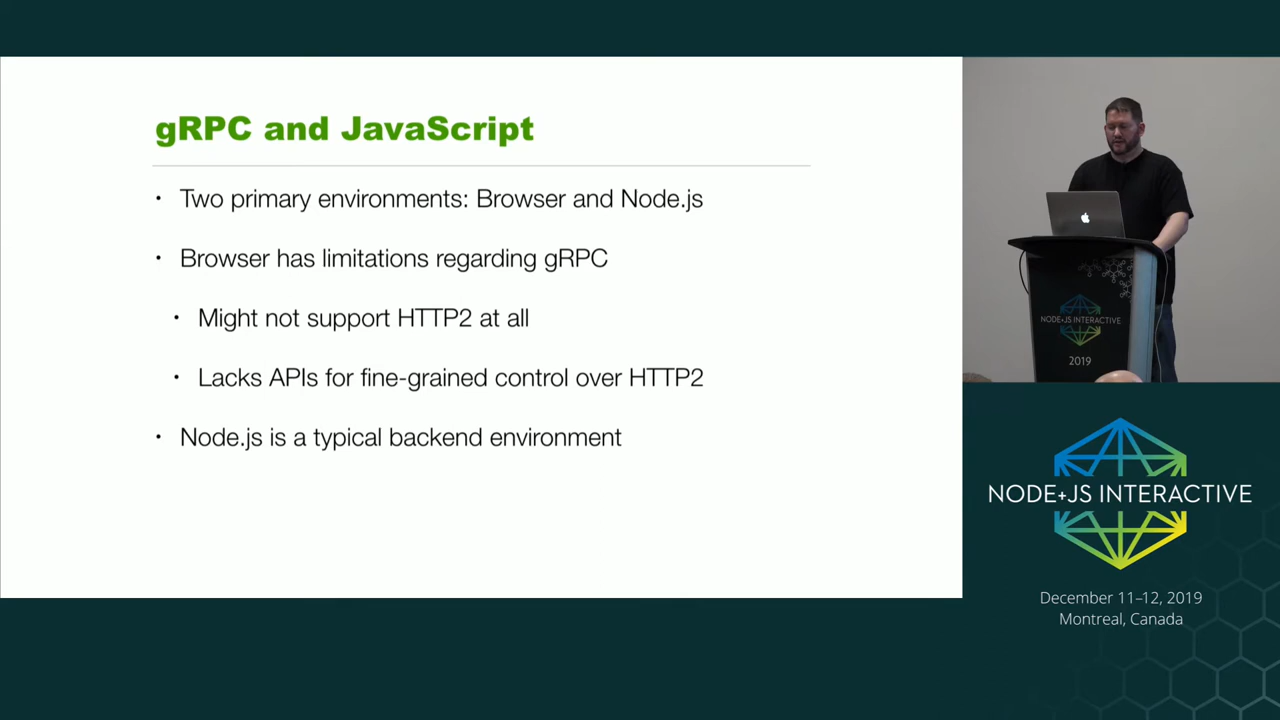 gRPC and JavaScript
• Two primary environments: Browser and Node.js
• Browser has limitations regarding gRPC
• Might not support HTTP2 at all
• Lacks APIs for fine-grained control over HTTP2
• Node.js is a typical backend environment
NODE+JS INTERACTIVE
2019
NODE+JS INTERACTIVE
December 11–12, 2019
Montreal, Canada